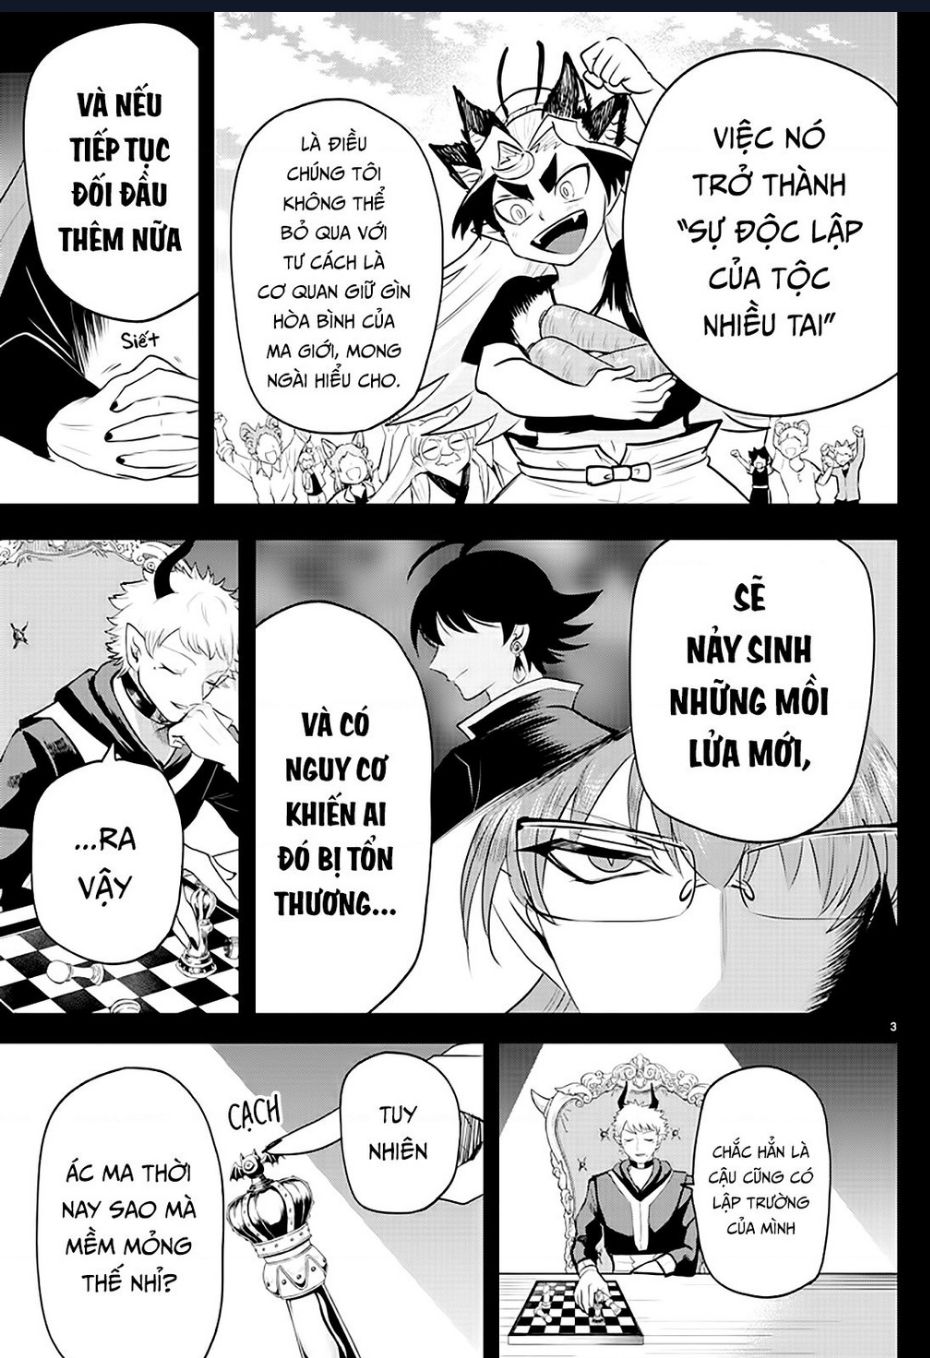 VIỆC NÓ
TRỞ THÀNH
"SỰ ĐỘC LẬP
CỦA TỘC
NHIỀU TAI"
LÀ ĐIỀU
CHÚNG TÔI
KHÔNG THỂ
BỎ QUA VỚI
TƯ CÁCH LÀ
CƠ QUAN GIỮ GÌN
HÒA BÌNH CỦA
MA GIỚI, MONG
NGÀI HIỂU CHO.
VÀ NẾU
TIẾP TỤC
ĐỐI ĐẦU
THÊM NỮA
Siết
SẼ
NẢY SINH
NHỮNG MỒI
LỬA MỚI,
VÀ CÓ
NGUY CƠ
KHIẾN AI
ĐÓ BỊ TỔN
THƯƠNG...
...RA
VẬY
3
CHẮC HẲN LÀ
CẬU CŨNG CÓ
LẬP TRƯỜNG
CỦA MÌNH
TUY
NHIÊN
CẠCH
ÁC MA THỜI
NAY SAO MÀ
MỀM MỎNG
THẾ NHỈ?